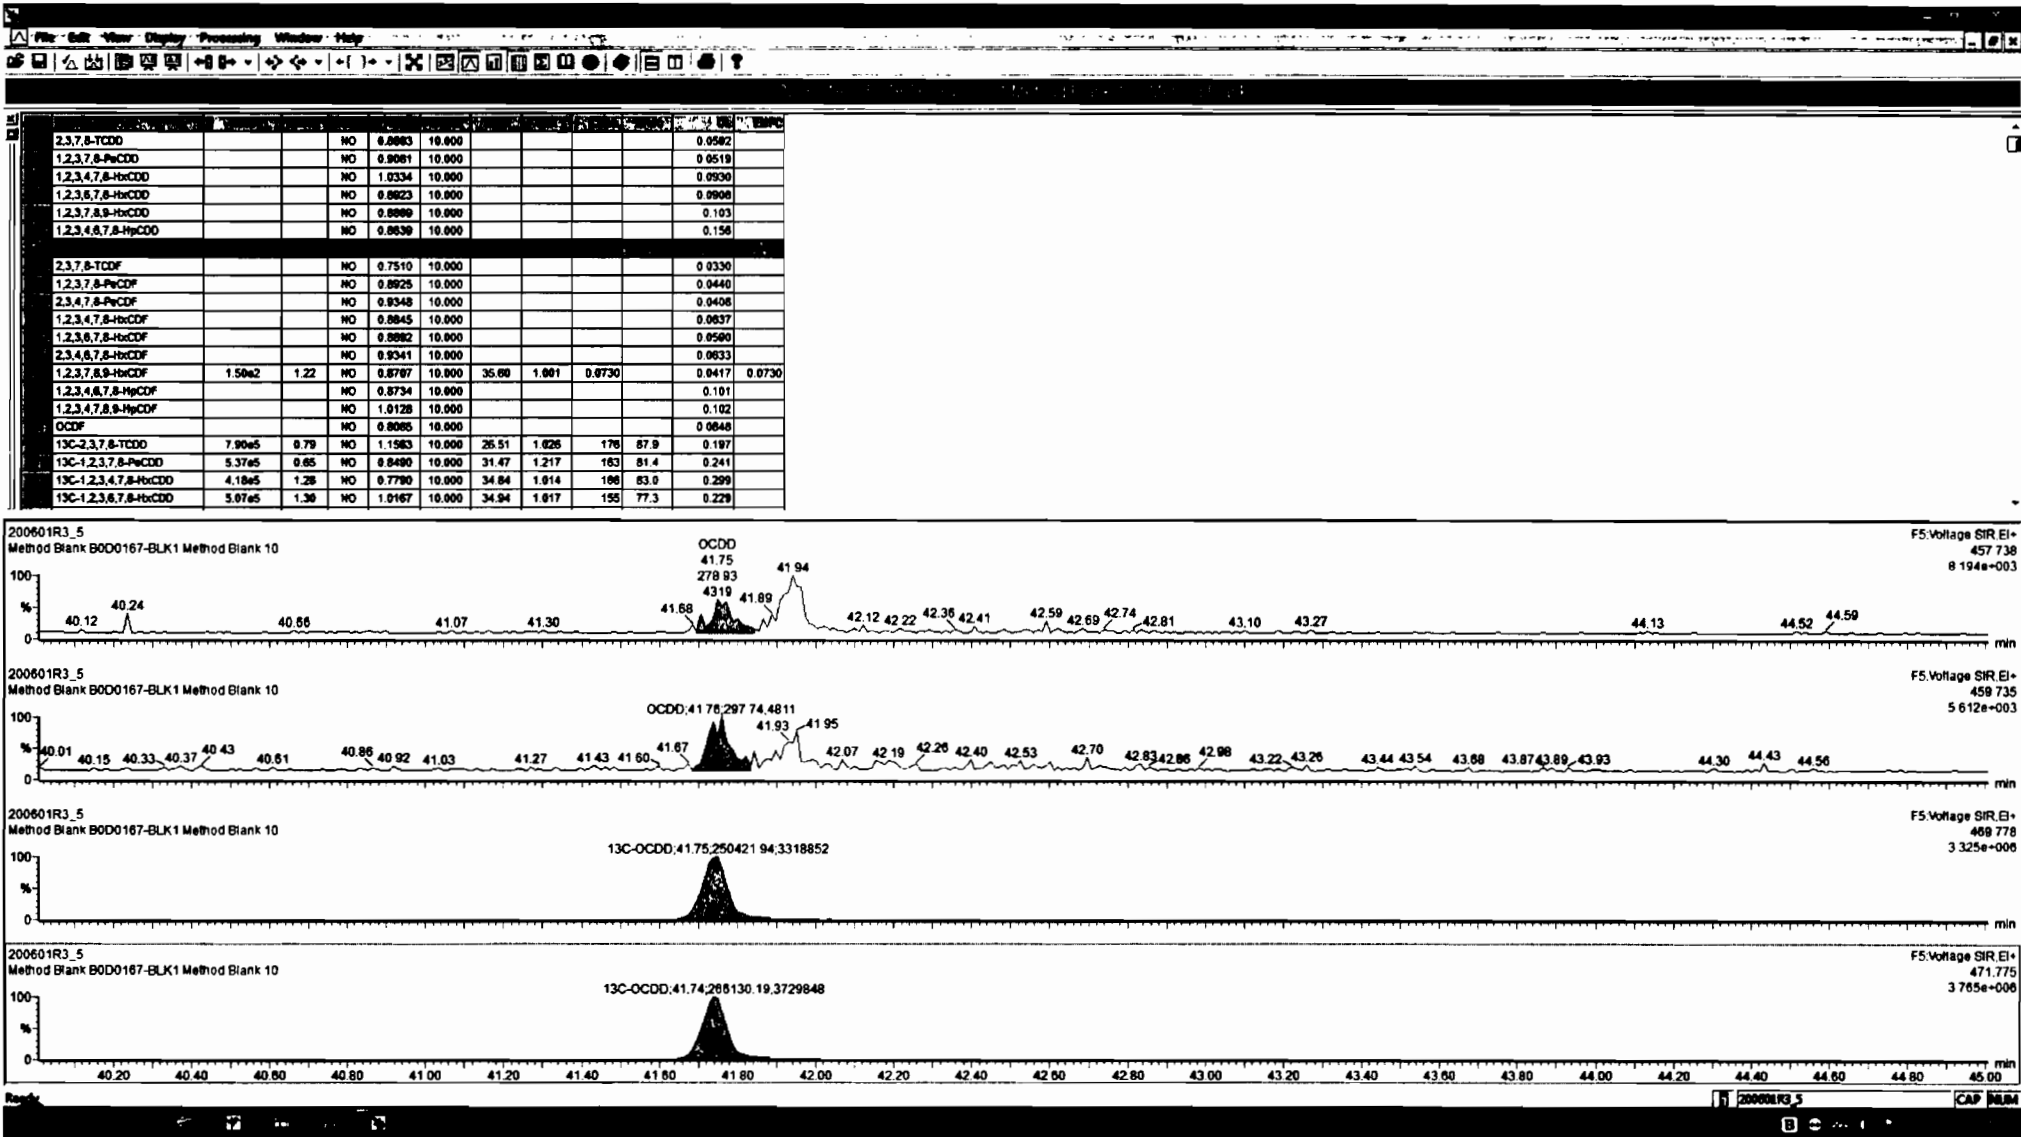 File Edit View Display Processing Window Help
DL EMPC
2,3,7,8-TCDD NO 10.000 0.0582
1,2,3,7,8-PeCDD NO 0.9081 10.000 0 0519
1,2,3,4,7,8-HxCDD NO 1.0334 10.000 0.0930
1,2,3,6,7,8-HxCDD NO 0.8923 10.000 0.0908
1,2,3,7,8,9-HxCDD NO 10.000 0.103
1,2,3,4,6,7,8-HpCDD NO 0.8639 10.000 0.156
2,3,7,8-TCDF NO 0.7510 10.000 0 0330
1,2,3,7,8-PeCDF NO 0.8925 10.000 0.0440
2,3,4,7,8-PeCDF NO 0.9348 10.000 0.0408
1,2,3,4,7,8-HxCDF NO 0.8845 10.000 0.0637
1,2,3,6,7,8-HxCDF NO 0.8882 10.000 0.0590
2,3,4,6,7,8-HxCDF NO 0.9341 10.000 0.0633
1,2,3,7,8,9-HxCDF 1.50e2 1.22 NO 0.8707 10.000 35.60 1.001 0.0730 0.0417 0.0730
1,2,3,4,6,7,8-HpCDF NO 0.8734 10.000 0.101
1,2,3,4,7,8,9-HpCDF NO 1.0128 10.000 0.102
OCDF NO 0.8085 10.000 0 0848
13C-2,3,7,8-TCDD 7.90e5 0.79 NO 1.1583 10.000 26.51 1.026 176 87.9 0.197
13C-1,2,3,7,8-PeCDD 5.37e5 0.65 NO 0.8490 10.000 31.47 1.217 163 81.4 0.241
13C-1,2,3,4,7,8-HxCDD 4.18e5 1.28 NO 0.7790 10.000 34.84 1.014 166 83.0 0.299
13C-1,2,3,6,7,8-HxCDD 5.07e5 1.30 NO 1.0167 10.000 34.94 1.017 155 77.3 0.229
200601R3_5 F5:Voltage SIR,EI+
Method Blank B0D0167-BLK1 Method Blank 10 457 738
8 194e+003
OCDD
41.75
278 93
4319
100
%
0
40.12 40.24 40.66 41.07 41.30 41.68 41.89 41 94 42.12 42 22 42.36 42.41 42.59 42.69 42.74 42.81 43.10 43.27 44.13 44.52 44.59
min
200601R3_5 F5:Voltage SIR,EI+
Method Blank B0D0167-BLK1 Method Blank 10 459 735
5 612e+003
OCDD;41 76;297 74,4811
100
%
0
40.01 40.15 40.33 40.37 40 43 40.61 40.86 40.92 41.03 41.27 41 43 41 60 41.67 41.93 41 95 42.07 42 19 42.26 42.40 42.53 42.70 42.83 42.86 42.98 43.22 43.26 43.44 43 54 43.68 43.87 43.89 43.93 44.30 44.43 44.56
min
200601R3_5 F5:Voltage SIR,EI+
Method Blank B0D0167-BLK1 Method Blank 10 469 778
3 325e+006
13C-OCDD;41.75;250421 94;3318852
100
%
0
min
200601R3_5 F5:Voltage SIR,EI+
Method Blank B0D0167-BLK1 Method Blank 10 471.775
3 765e+006
13C-OCDD;41.74;286130.19,3729848
100
%
0
min
40.20 40.40 40.60 40.80 41 00 41.20 41.40 41 60 41.80 42.00 42.20 42.40 42 60 42.80 43.00 43.20 43.40 43.60 43.80 44.00 44.20 44.40 44.60 44 80 45.00
Ready 200601R3_5 CAP NUM